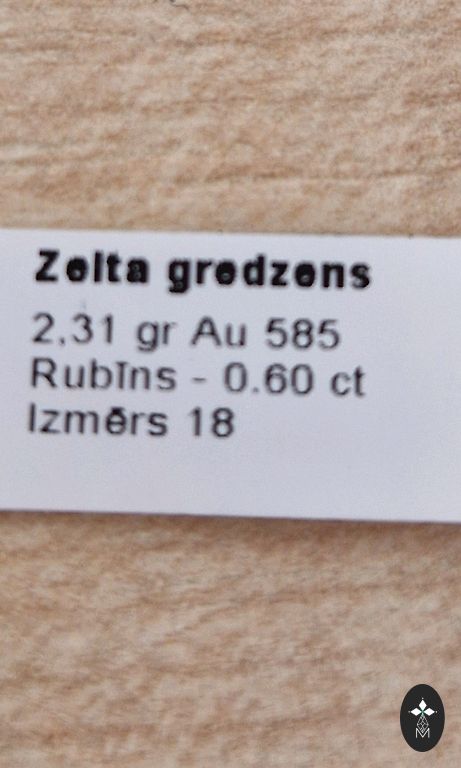 Zelta gredzens
2,31 gr Au 585
Rubīns - 0.60 ct
Izmērs 18